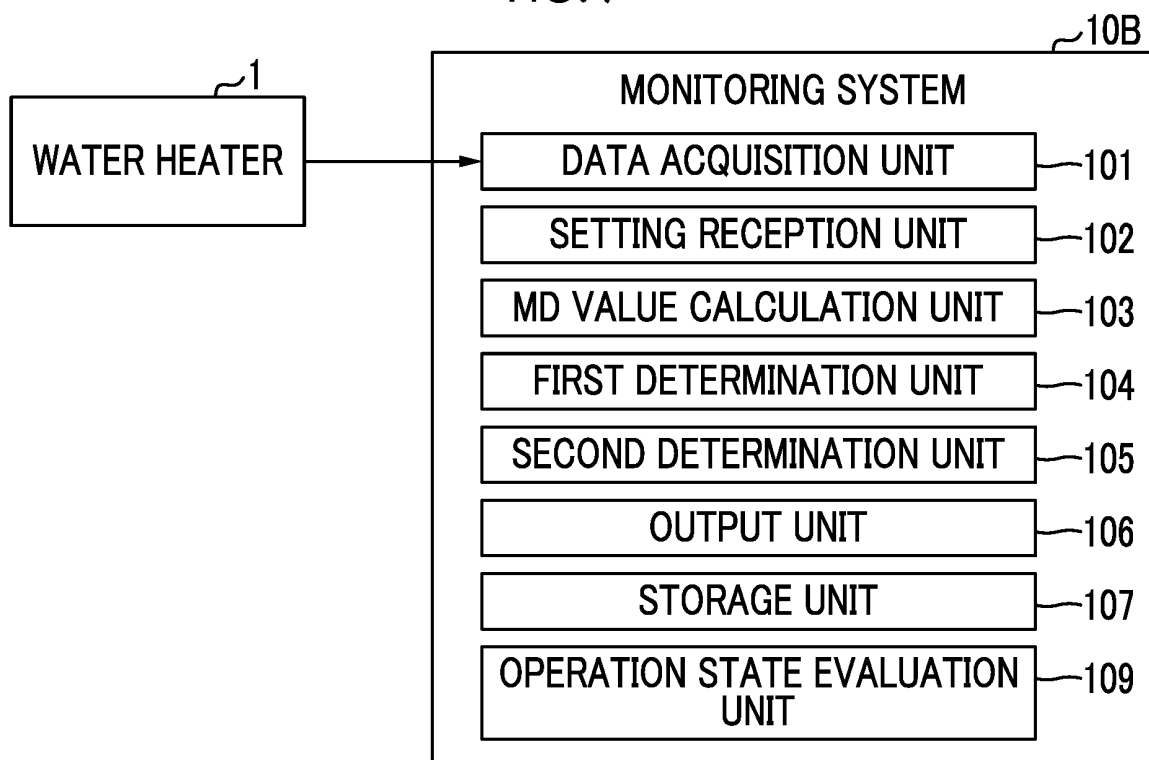 10B
1
MONITORING SYSTEM
WATER HEATER
DATA ACQUISITION UNIT
101
SETTING RECEPTION UNIT
102
MD VALUE CALCULATION UNIT
103
FIRST DETERMINATION UNIT
104
SECOND DETERMINATION UNIT
105
OUTPUT UNIT
106
STORAGE UNIT
107
OPERATION STATE EVALUATION
UNIT
109